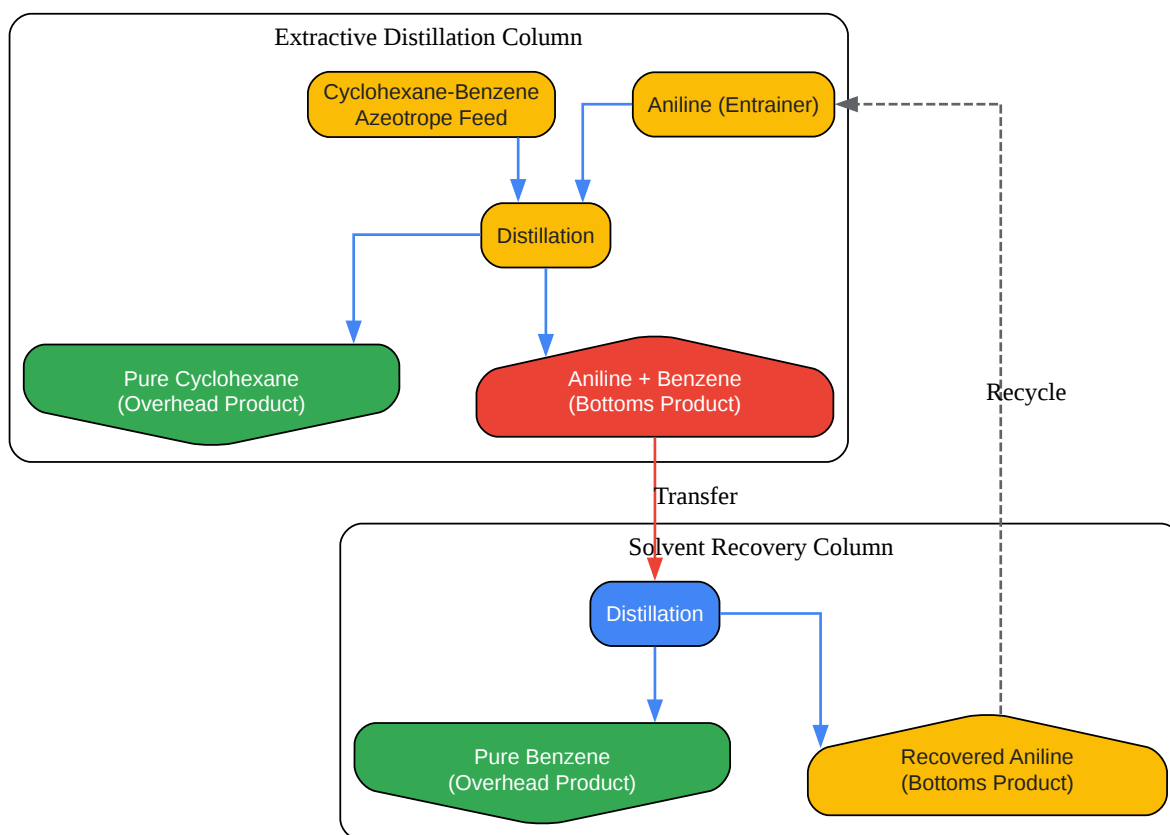 Extractive Distillation Column
Cyclohexane-Benzene
Azeotrope Feed
Aniline (Entrainer)
Distillation
Pure Cyclohexane
(Overhead Product)
Aniline + Benzene
(Bottoms Product)
Recycle
Transfer
Solvent Recovery Column
Distillation
Pure Benzene
(Overhead Product)
Recovered Aniline
(Bottoms Product)